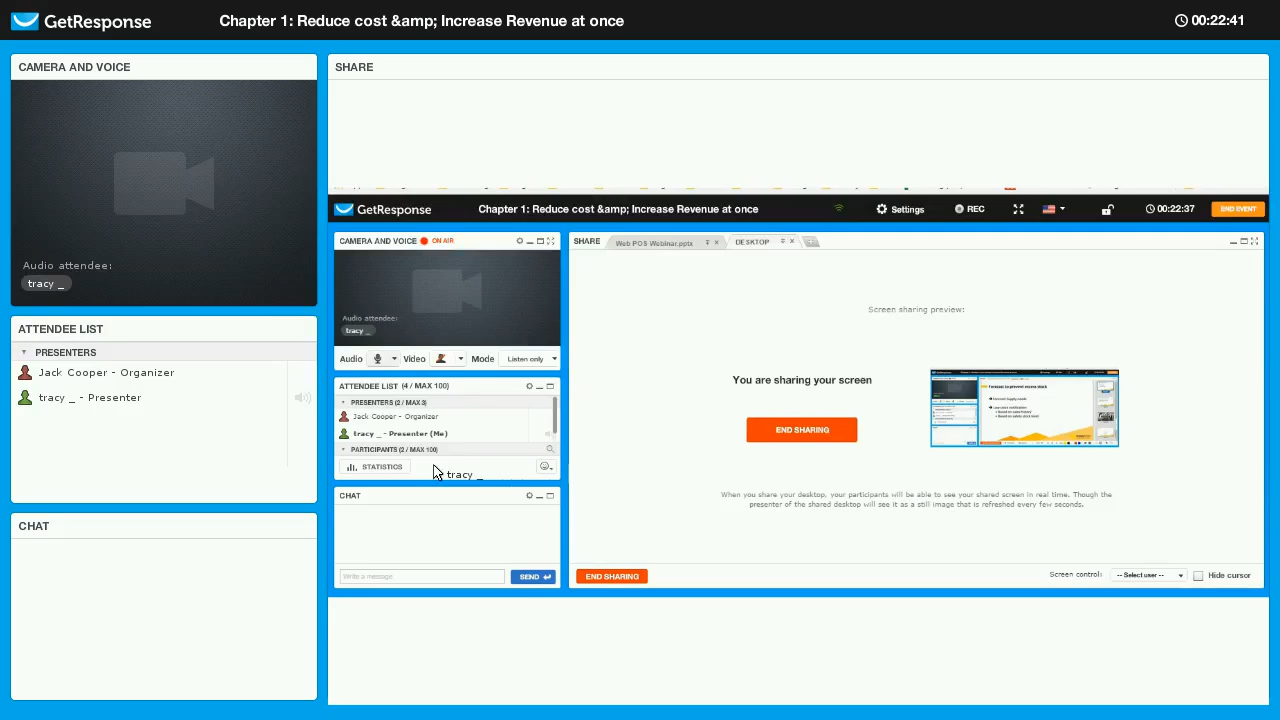 GetResponse
Chapter 1: Reduce cost &amp; Increase Revenue at once
00:22:41
CAMERA AND VOICE
Audio attendee:
tracy _
ATTENDEE LIST
PRESENTERS
Jack Cooper - Organizer
tracy _ - Presenter
CHAT
SHARE
GetResponse
Chapter 1: Reduce cost &amp; Increase Revenue at once
Settings
REC
00:22:37
END EVENT
CAMERA AND VOICE ON AIR
Audio attendee:
tracy _
Audio Video Mode Listen only
ATTENDEE LIST (4 / MAX 100)
PRESENTERS (2 / MAX 3)
Jack Cooper - Organizer
tracy _ - Presenter (Me)
PARTICIPANTS (2 / MAX 100)
STATISTICS
tracy _
CHAT
Write a message
SEND
SHARE
Web POS Webinar.pptx
DESKTOP
Screen sharing preview:
You are sharing your screen
END SHARING
Forecast to prevent excess stock
When you share your desktop, your participants will be able to see your shared screen in real time. Though the
presenter of the shared desktop will see it as a still image that is refreshed every few seconds.
END SHARING
Screen control: -- Select user -- Hide cursor